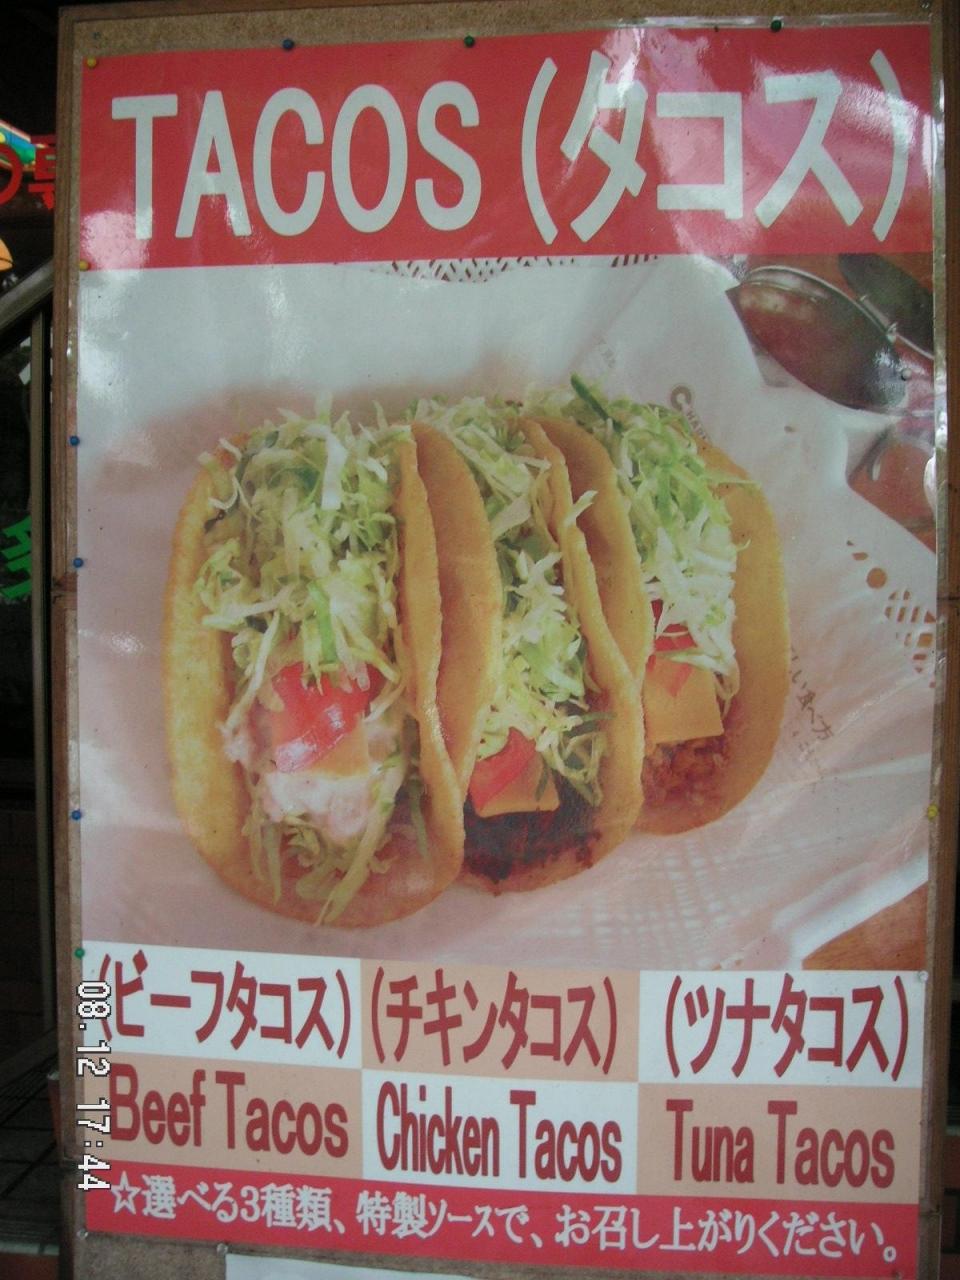 TACOS (タコス)
(ビーフタコス) (チキンタコス) (ツナタコス)
Beef Tacos Chicken Tacos Tuna Tacos
☆選べる3種類、特製ソースで、お召し上がりください。
08.12 17:44